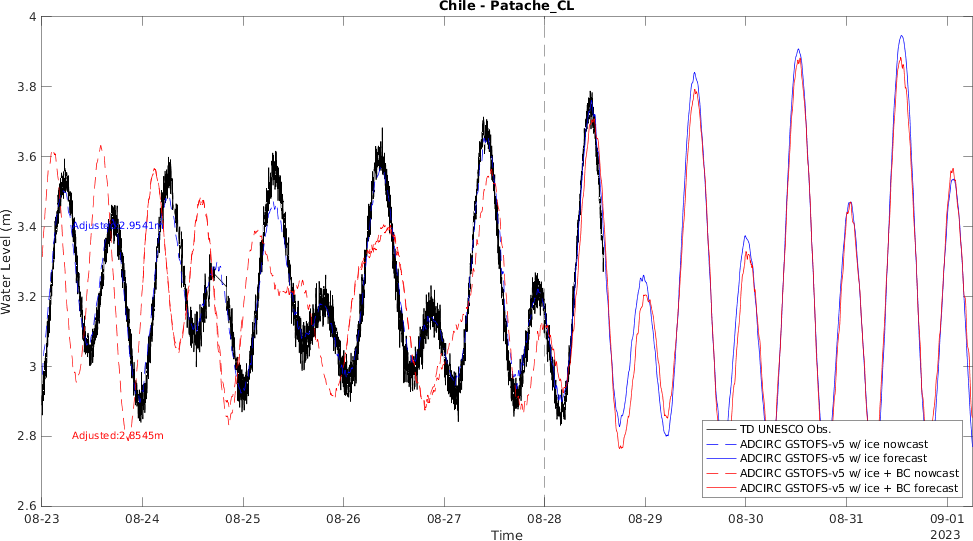 Chile - Patache_CL
4
3.8
3.6
3.4
3.2
3
2.8
2.6
Water Level (m)
Adjusted:2.9541m
Adjusted:2.8545m
TD UNESCO Obs.
ADCIRC GSTOFS-v5 w/ ice nowcast
ADCIRC GSTOFS-v5 w/ ice forecast
ADCIRC GSTOFS-v5 w/ ice + BC nowcast
ADCIRC GSTOFS-v5 w/ ice + BC forecast
08-23 08-24 08-25 08-26 08-27 08-28 08-29 08-30 08-31 09-01
2023
Time